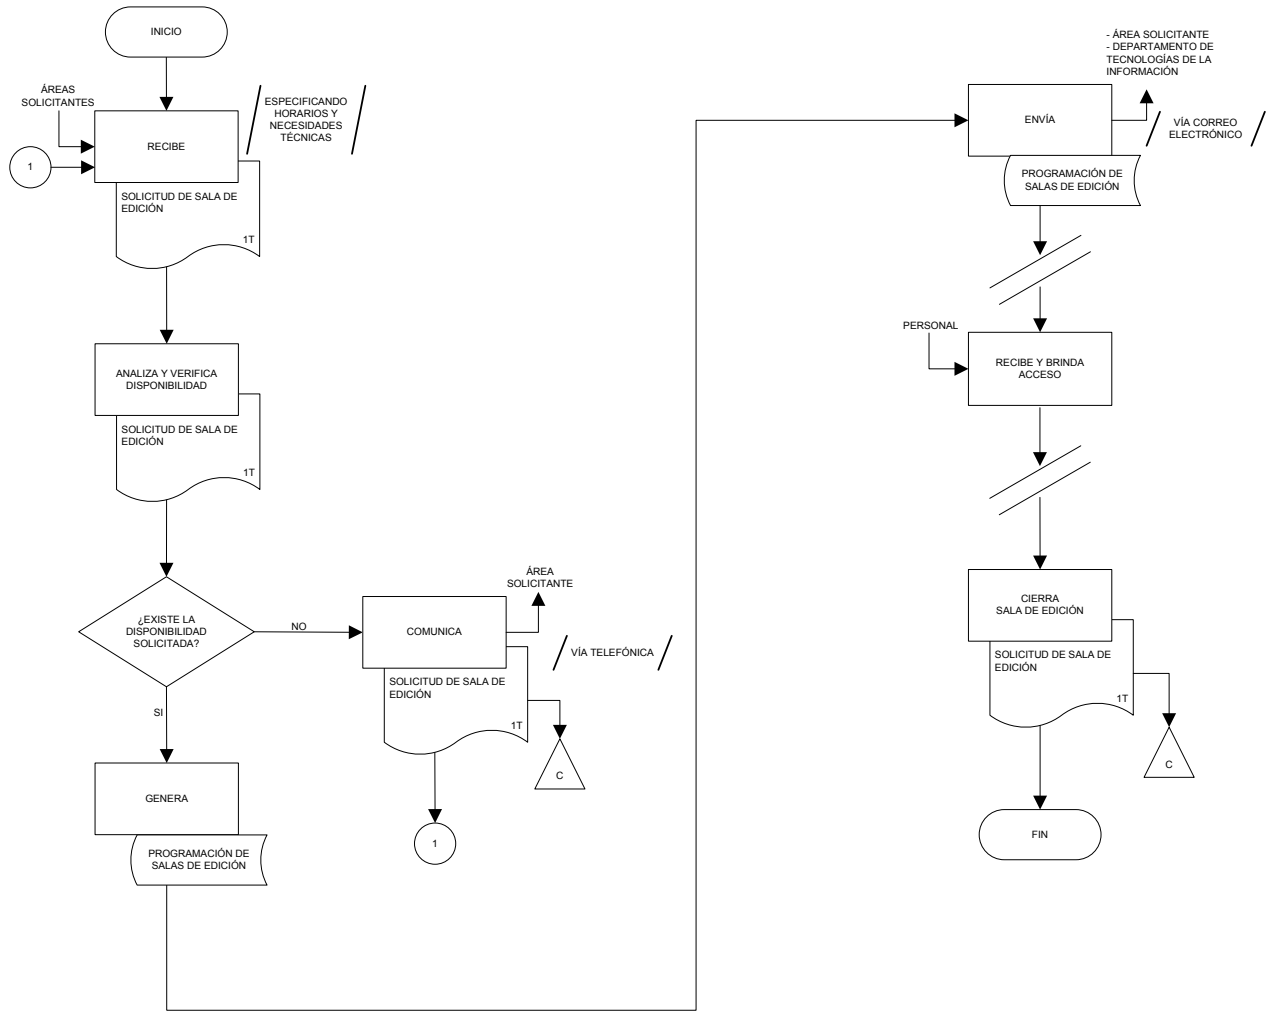 INICIO
ÁREAS
SOLICITANTES
ESPECIFICANDO
HORARIOS Y
NECESIDADES
TÉCNICAS
RECIBE
1
SOLICITUD DE SALA DE
EDICIÓN
1T
ANALIZA Y VERIFICA
DISPONIBILIDAD
SOLICITUD DE SALA DE
EDICIÓN
1T
¿EXISTE LA
DISPONIBILIDAD
SOLICITADA?
NO
SI
ÁREA
SOLICITANTE
COMUNICA
VÍA TELEFÓNICA
SOLICITUD DE SALA DE
EDICIÓN
1T
C
1
GENERA
PROGRAMACIÓN DE
SALAS DE EDICIÓN
- ÁREA SOLICITANTE
- DEPARTAMENTO DE
TECNOLOGÍAS DE LA
INFORMACIÓN
ENVÍA
VÍA CORREO
ELECTRÓNICO
PROGRAMACIÓN DE
SALAS DE EDICIÓN
PERSONAL
RECIBE Y BRINDA
ACCESO
CIERRA
SALA DE EDICIÓN
SOLICITUD DE SALA DE
EDICIÓN
1T
C
FIN